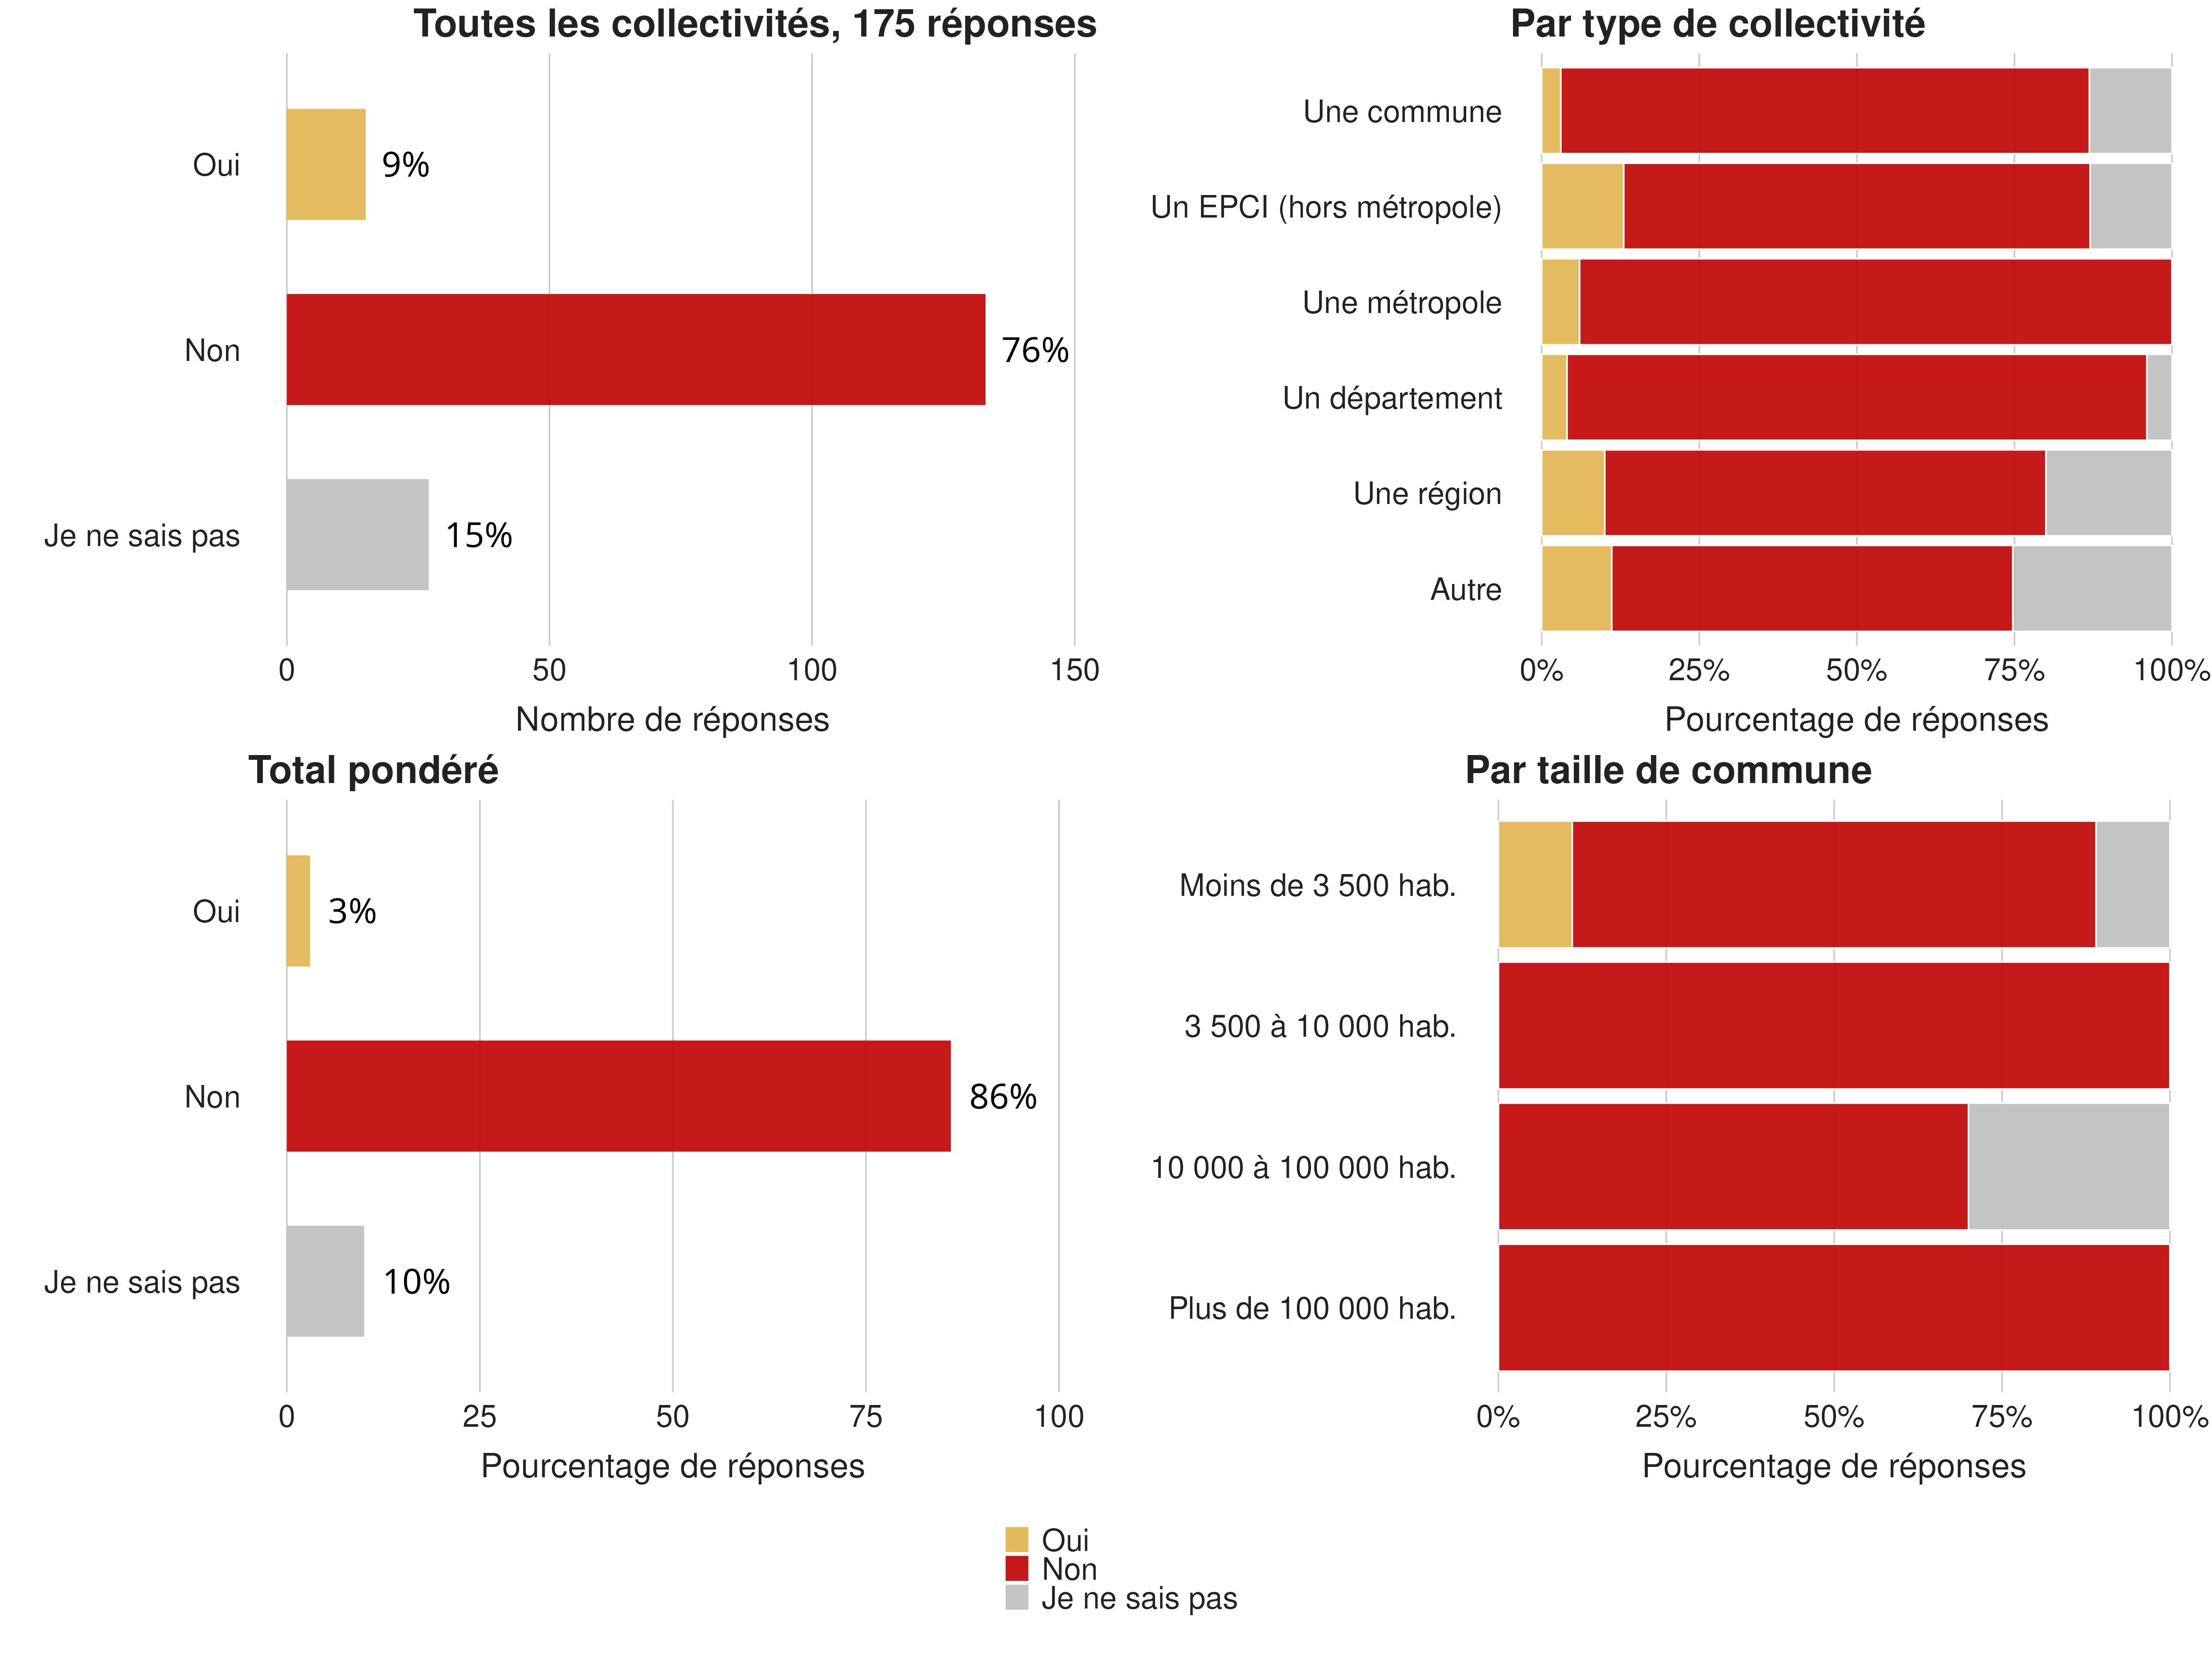 Toutes les collectivités, 175 réponses
Oui
9%
Non
76%
Je ne sais pas
15%
0 50 100 150
Nombre de réponses
Par type de collectivité
Une commune
Un EPCI (hors métropole)
Une métropole
Un département
Une région
Autre
0% 25% 50% 75% 100%
Pourcentage de réponses
Total pondéré
Oui
3%
Non
86%
Je ne sais pas
10%
0 25 50 75 100
Pourcentage de réponses
Par taille de commune
Moins de 3 500 hab.
3 500 à 10 000 hab.
10 000 à 100 000 hab.
Plus de 100 000 hab.
0% 25% 50% 75% 100%
Pourcentage de réponses
Oui
Non
Je ne sais pas